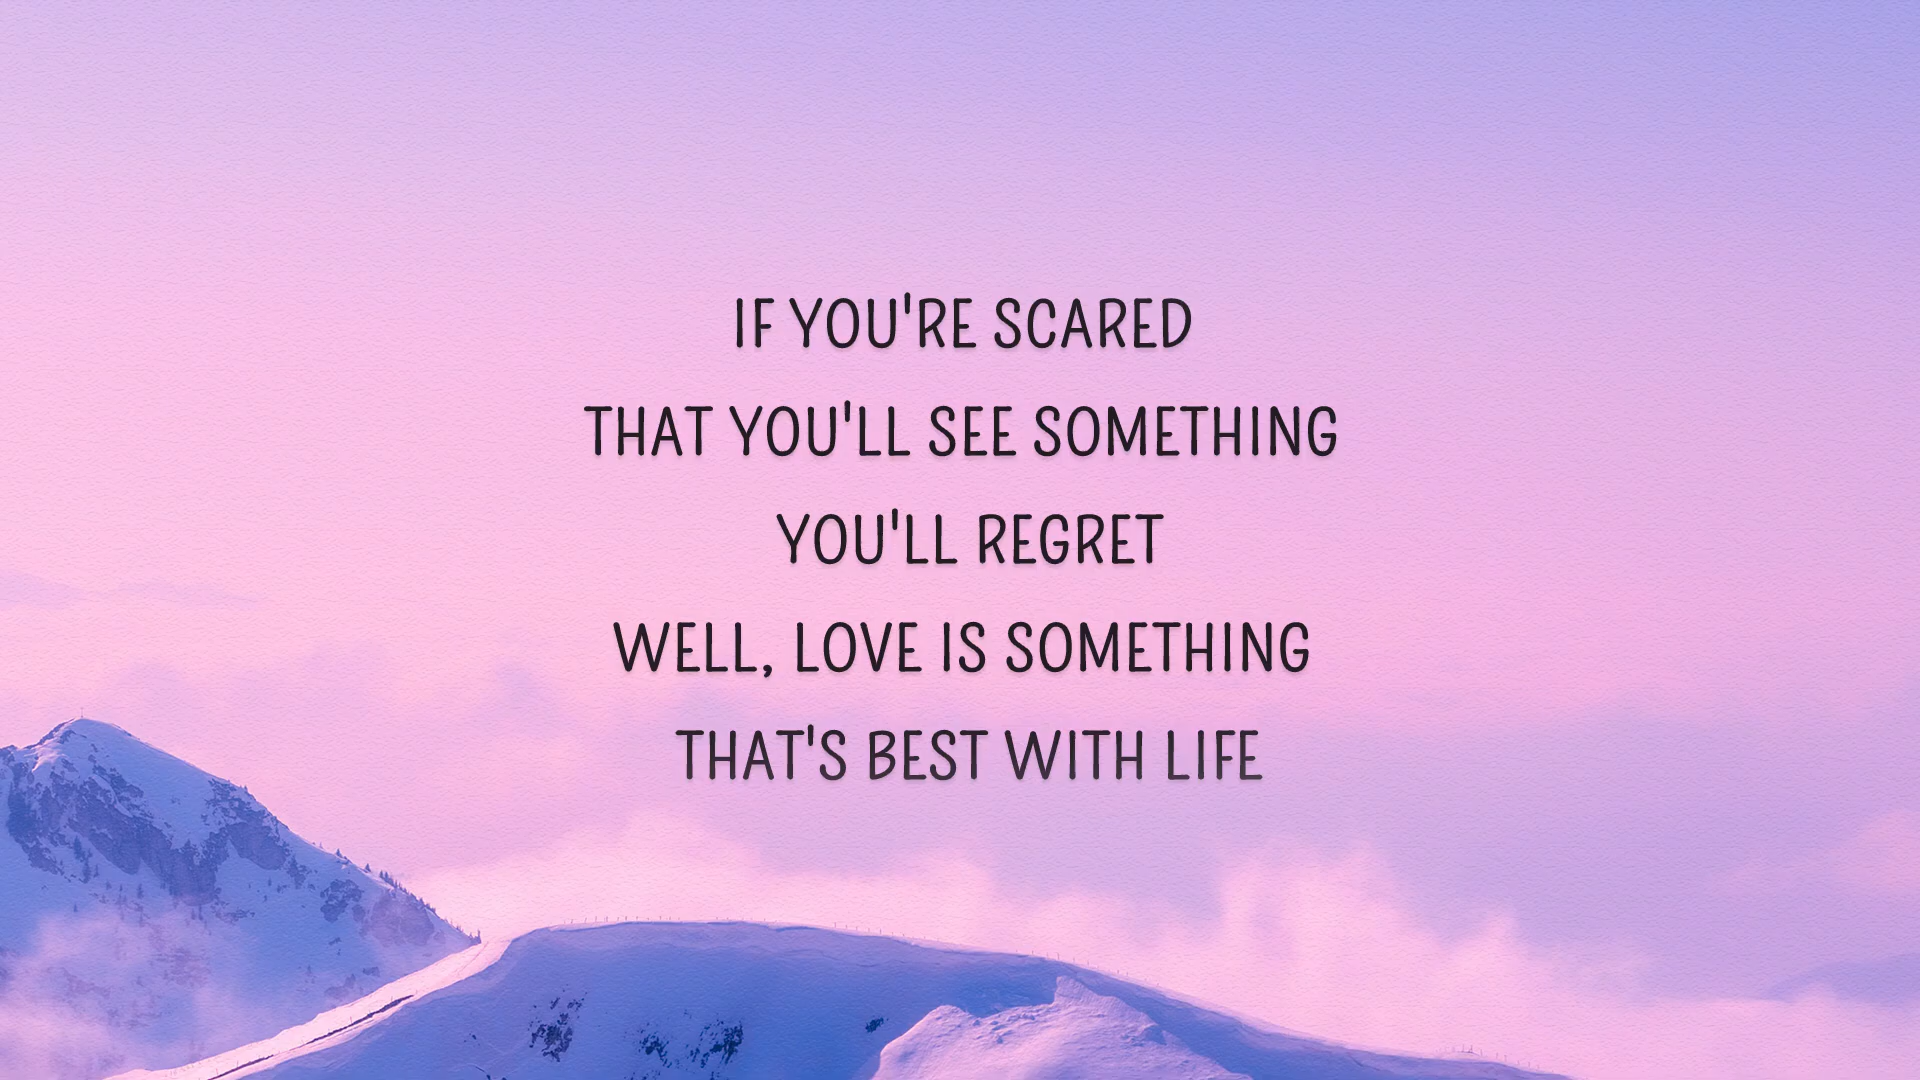 IF YOU'RE SCARED
THAT YOU'LL SEE SOMETHING
YOU'LL REGRET
WELL, LOVE IS SOMETHING
THAT'S BEST WITH LIFE